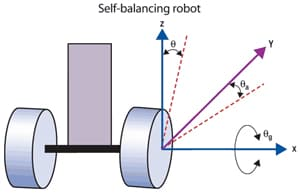 Self-balancing robot
Z
θ
Y
θa
θg
X